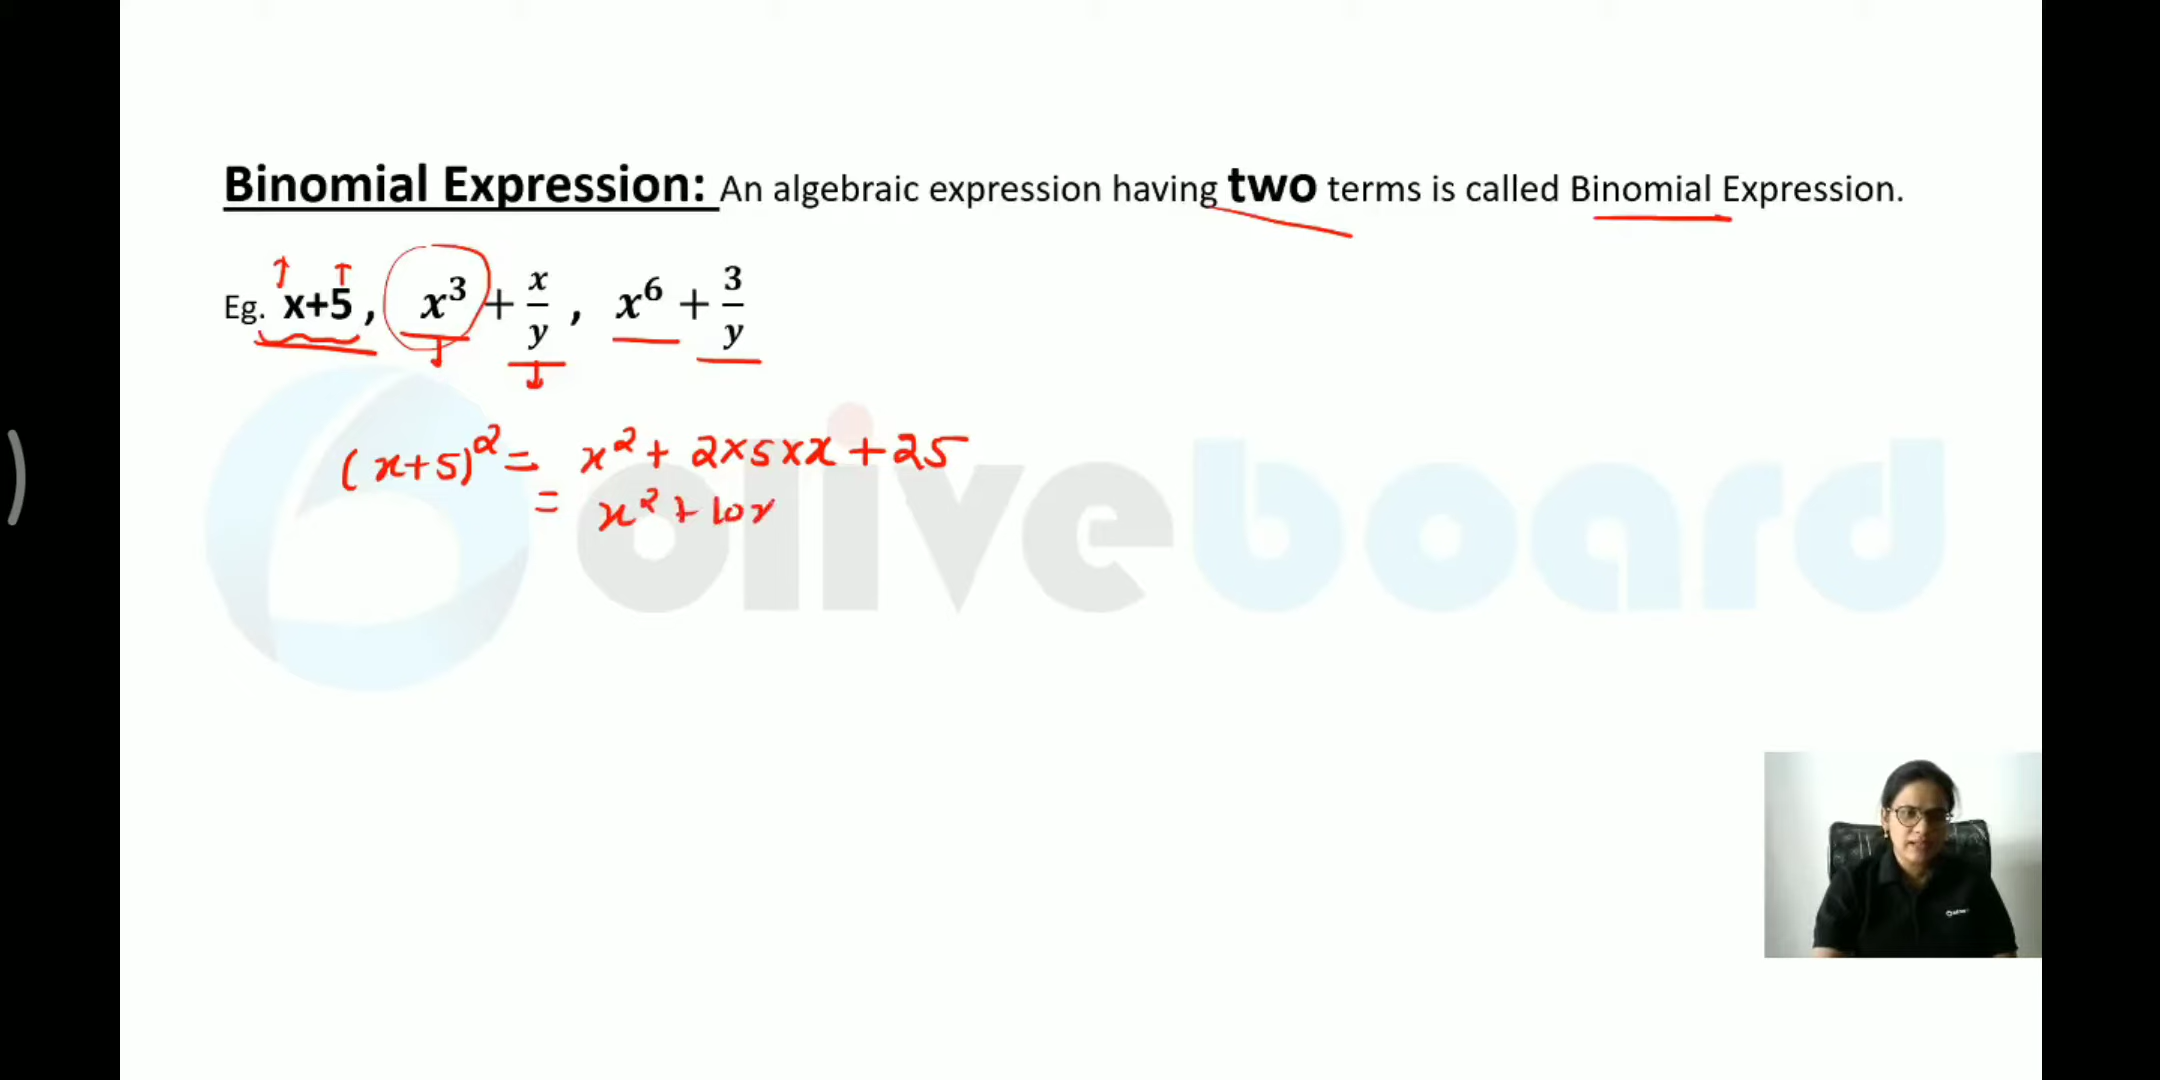 Binomial Expression: An algebraic expression having two terms is called Binomial Expression.
Eg. x+5, x³ + x/y, x⁶ + 3/y
(x+5)² = x² + 2×5×x + 25
= x² + 10x
oliveboard